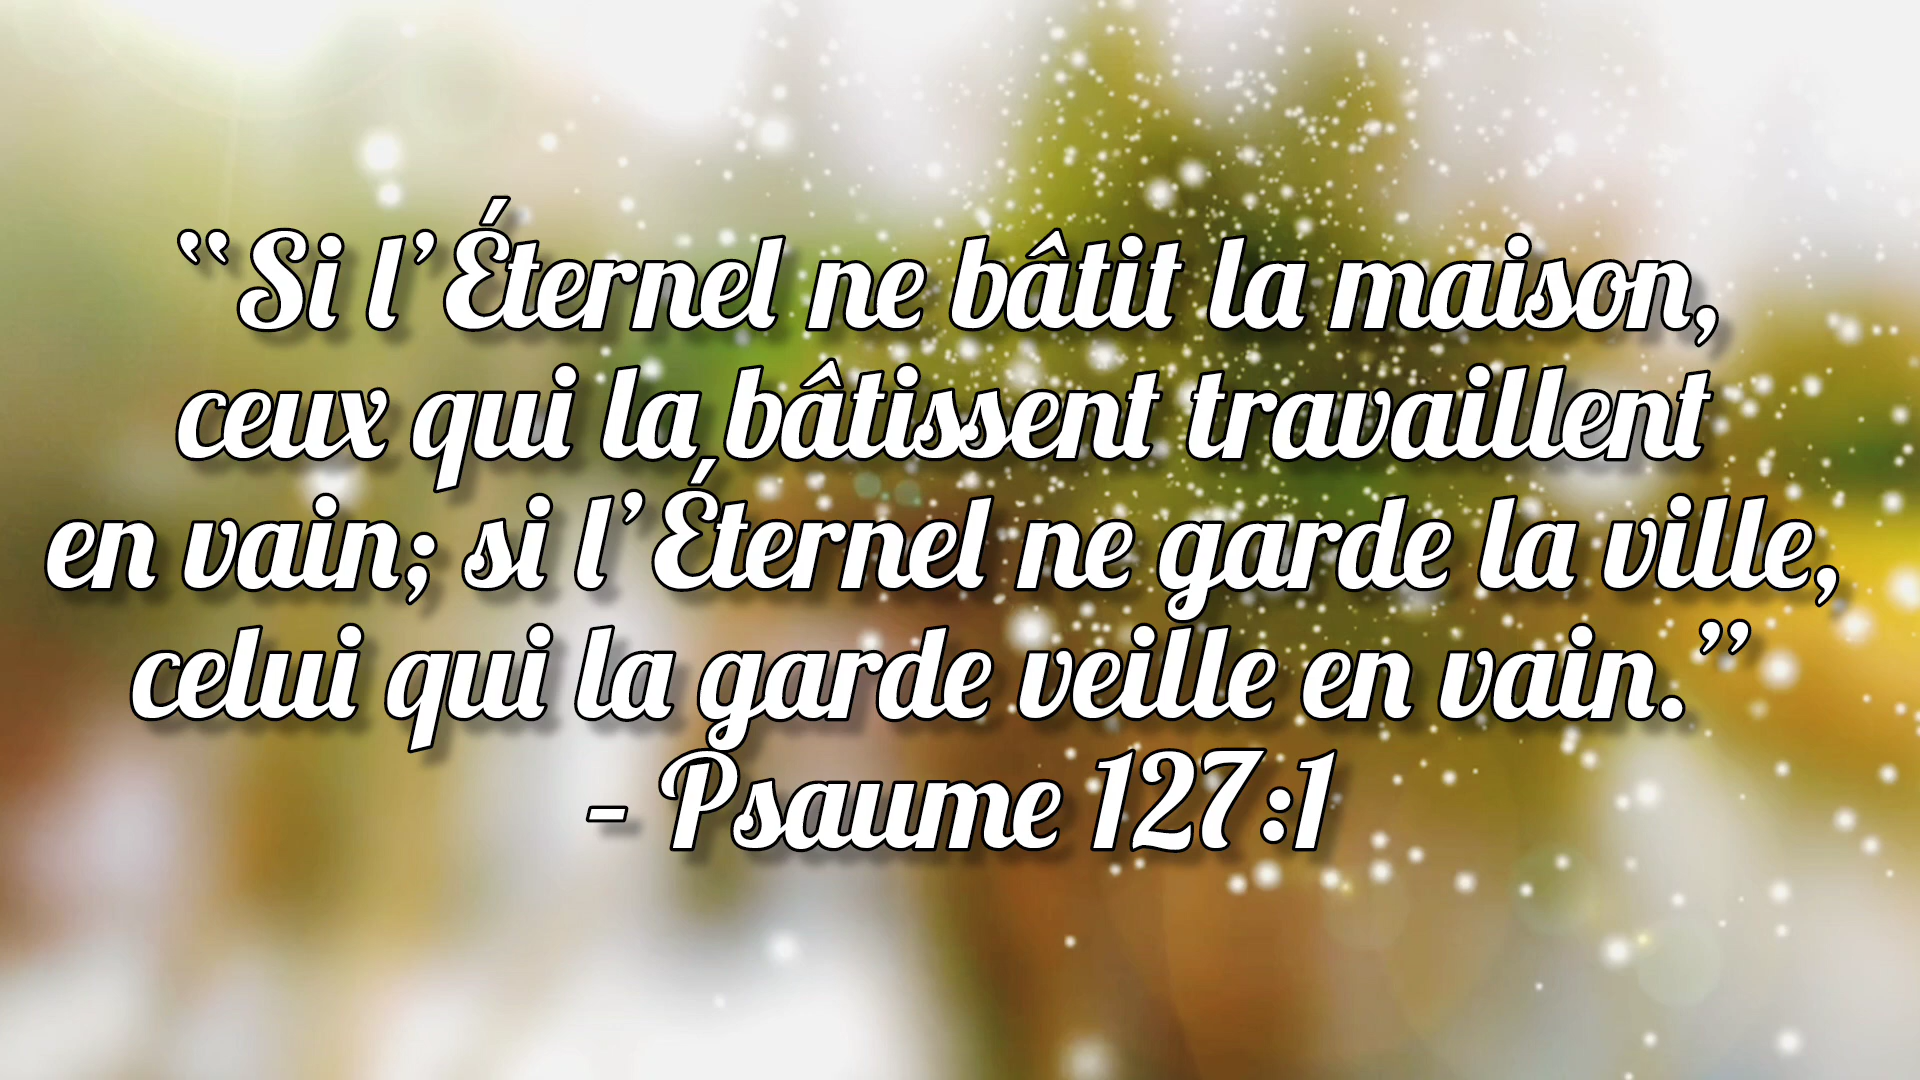 “Si l’Éternel ne bâtit la maison,
ceux qui la bâtissent travaillent
en vain; si l’Éternel ne garde la ville,
celui qui la garde veille en vain.”
- Psaume 127:1